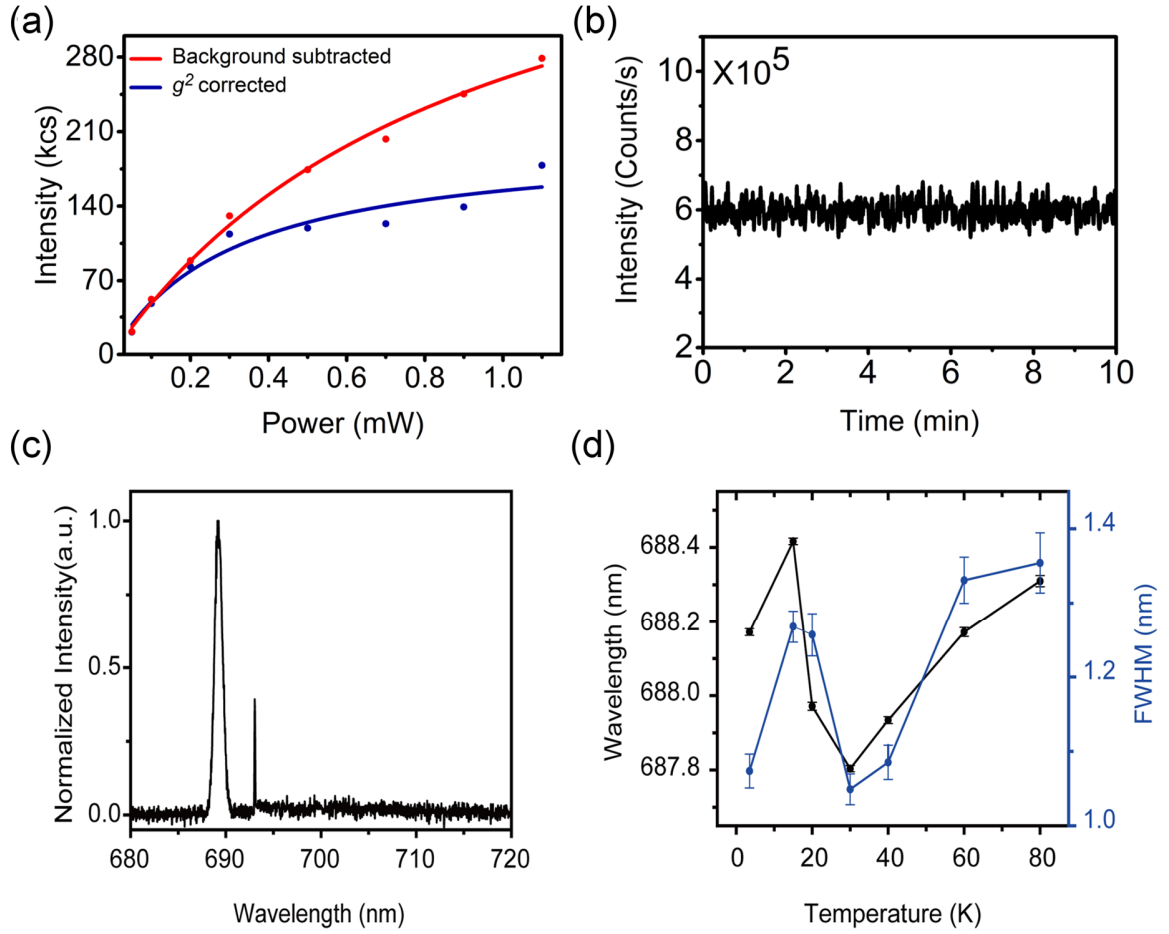 (a)
Background subtracted
g² corrected
280
210
140
70
0
0.2 0.4 0.6 0.8 1.0
Intensity (kcs)
Power (mW)
(b)
X10⁵
10
8
6
4
2
0 2 4 6 8 10
Intensity (Counts/s)
Time (min)
(c)
1.0
0.5
0.0
680 690 700 710 720
Normalized Intensity(a.u.)
Wavelength (nm)
(d)
688.4
688.2
688.0
687.8
1.4
1.2
1.0
0 20 40 60 80
Wavelength (nm)
FWHM (nm)
Temperature (K)